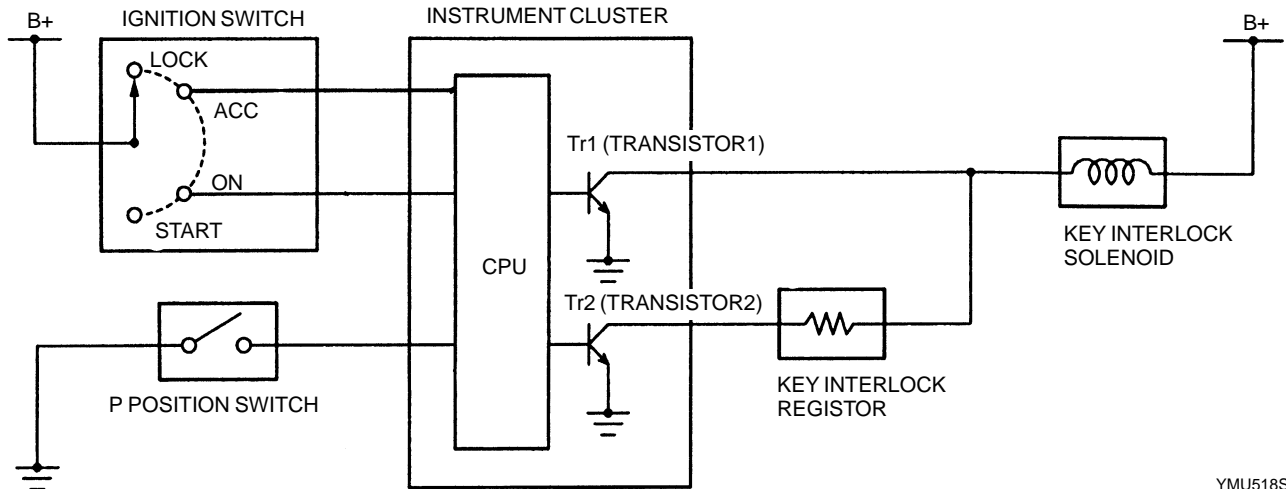 B+
IGNITION SWITCH
INSTRUMENT CLUSTER
B+
LOCK
ACC
ON
START
Tr1 (TRANSISTOR1)
CPU
KEY INTERLOCK
SOLENOID
Tr2 (TRANSISTOR2)
P POSITION SWITCH
KEY INTERLOCK
REGISTOR
YMU518S